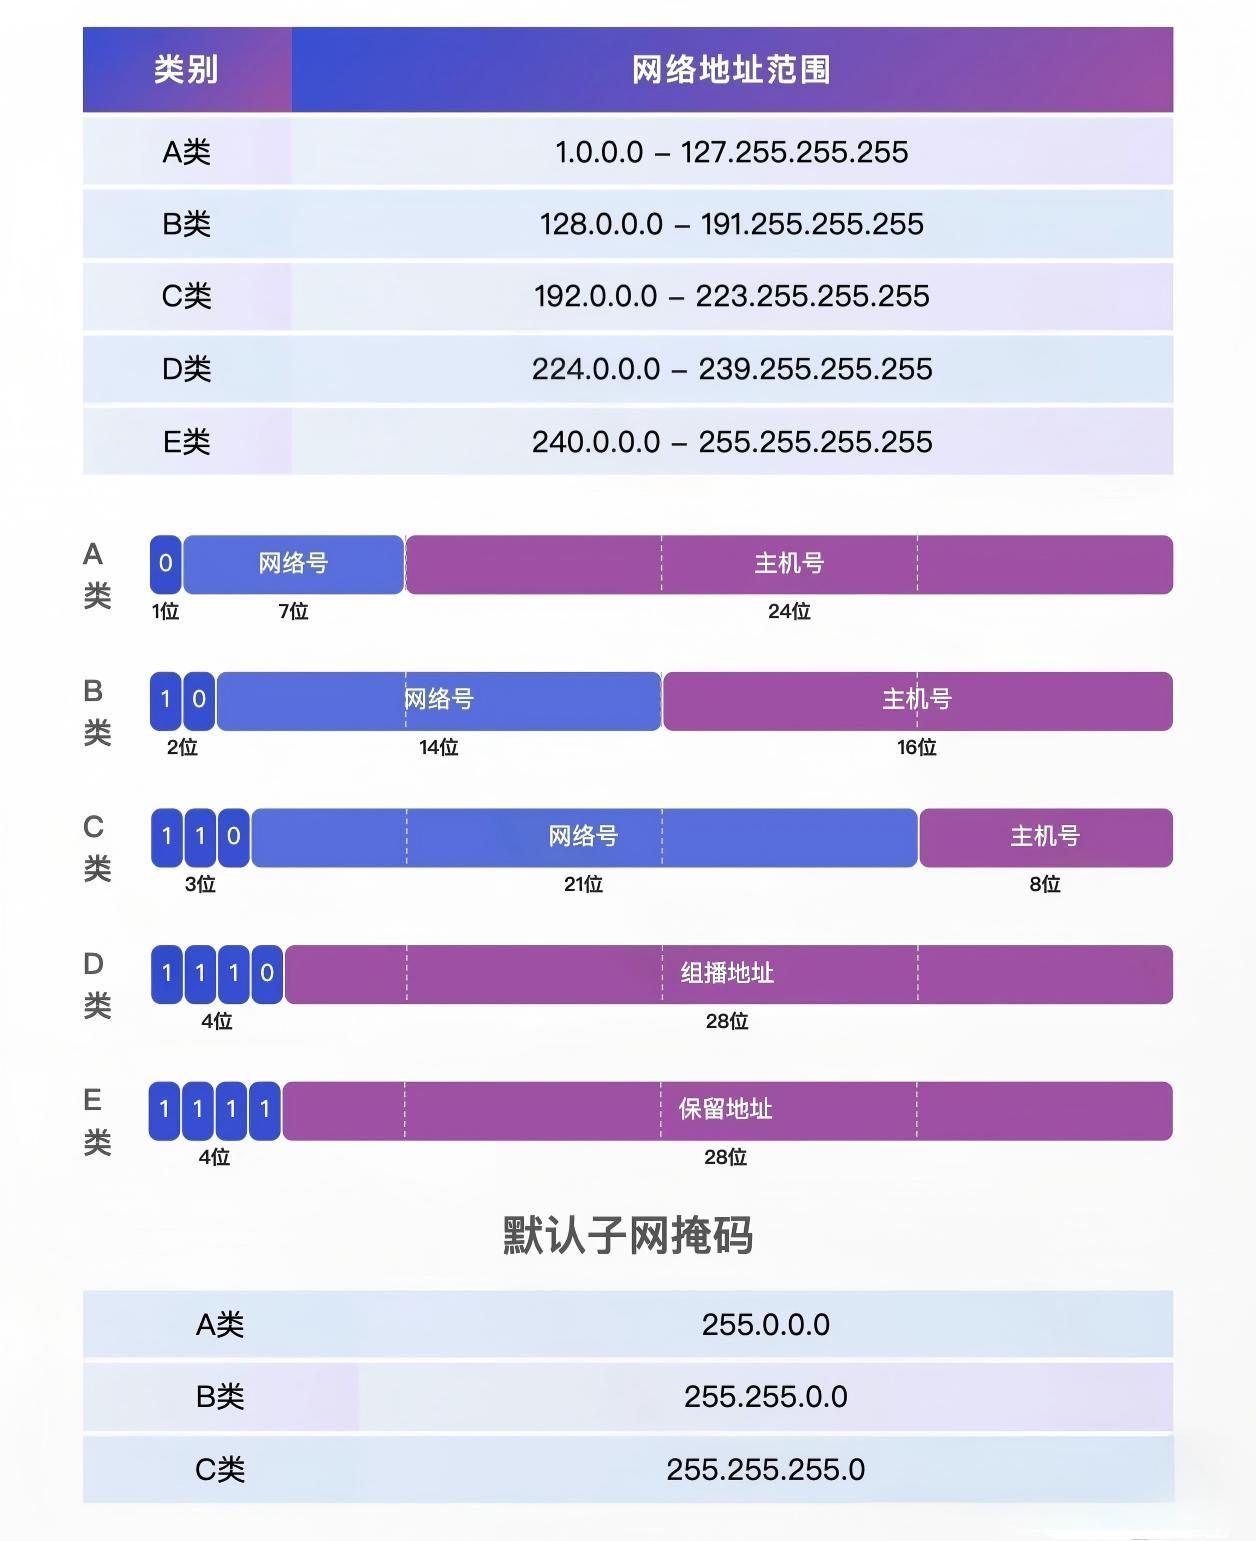 类别 网络地址范围
A类 1.0.0.0 – 127.255.255.255
B类 128.0.0.0 – 191.255.255.255
C类 192.0.0.0 – 223.255.255.255
D类 224.0.0.0 – 239.255.255.255
E类 240.0.0.0 – 255.255.255.255
A类 0 网络号 主机号
1位 7位 24位
B类 1 0 网络号 主机号
2位 14位 16位
C类 1 1 0 网络号 主机号
3位 21位 8位
D类 1 1 1 0 组播地址
4位 28位
E类 1 1 1 1 保留地址
4位 28位
默认子网掩码
A类 255.0.0.0
B类 255.255.0.0
C类 255.255.255.0